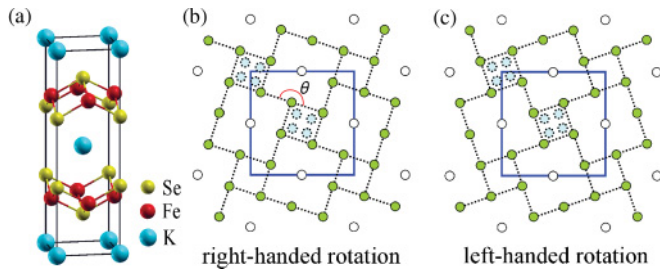 (a)
(b)
(c)
θ
Se
Fe
K
right-handed rotation
left-handed rotation